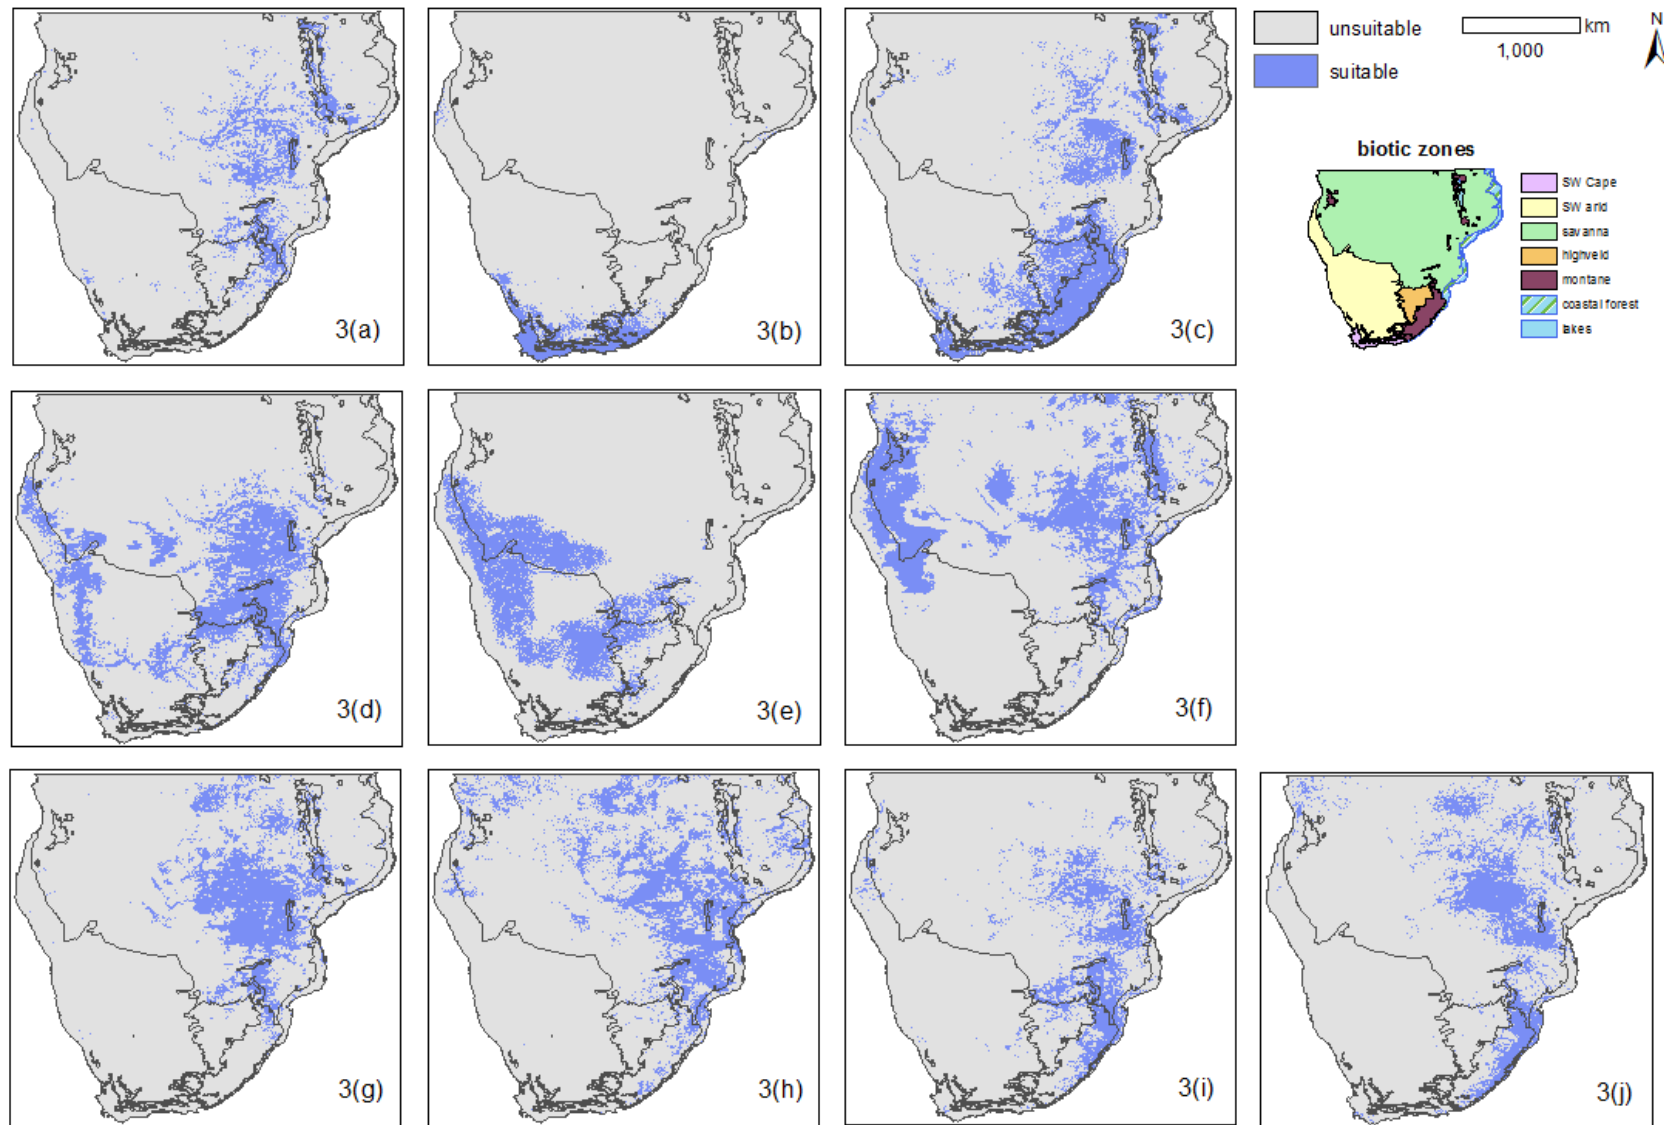 3(a)
3(b)
3(c)
unsuitable
suitable
km
1,000
N
biotic zones
SW Cape
SW arid
savanna
highveld
montane
coastal forest
lakes
3(d)
3(e)
3(f)
3(g)
3(h)
3(i)
3(j)